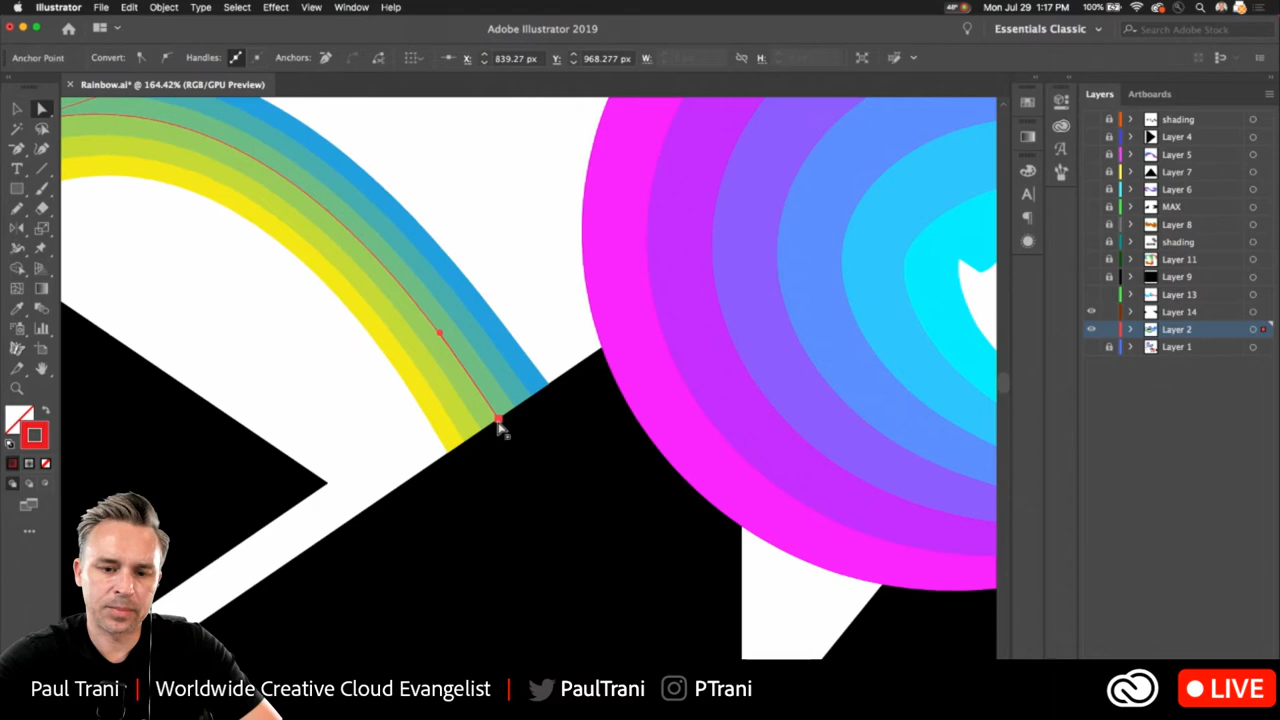 Illustrator File Edit Object Type Select Effect View Window Help
Mon Jul 29 1:17 PM 100%
Adobe Illustrator 2019
Essentials Classic
Search Adobe Stock
Anchor Point Convert: Handles: Anchors: X: 839.27 px Y: 968.277 px W: H:
× Rainbow.ai* @ 164.42% (RGB/GPU Preview)
Layers Artboards
shading
Layer 4
Layer 5
Layer 7
Layer 6
MAX
Layer 8
shading
Layer 11
Layer 9
Layer 13
Layer 14
Layer 2
Layer 1
Paul Trani | Worldwide Creative Cloud Evangelist | PaulTrani PTrani
LIVE